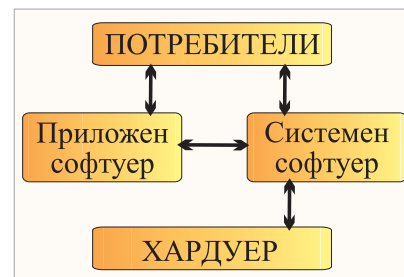 ПОТРЕБИТЕЛИ
Приложен
софтуер
Системен
софтуер
ХАРДУЕР